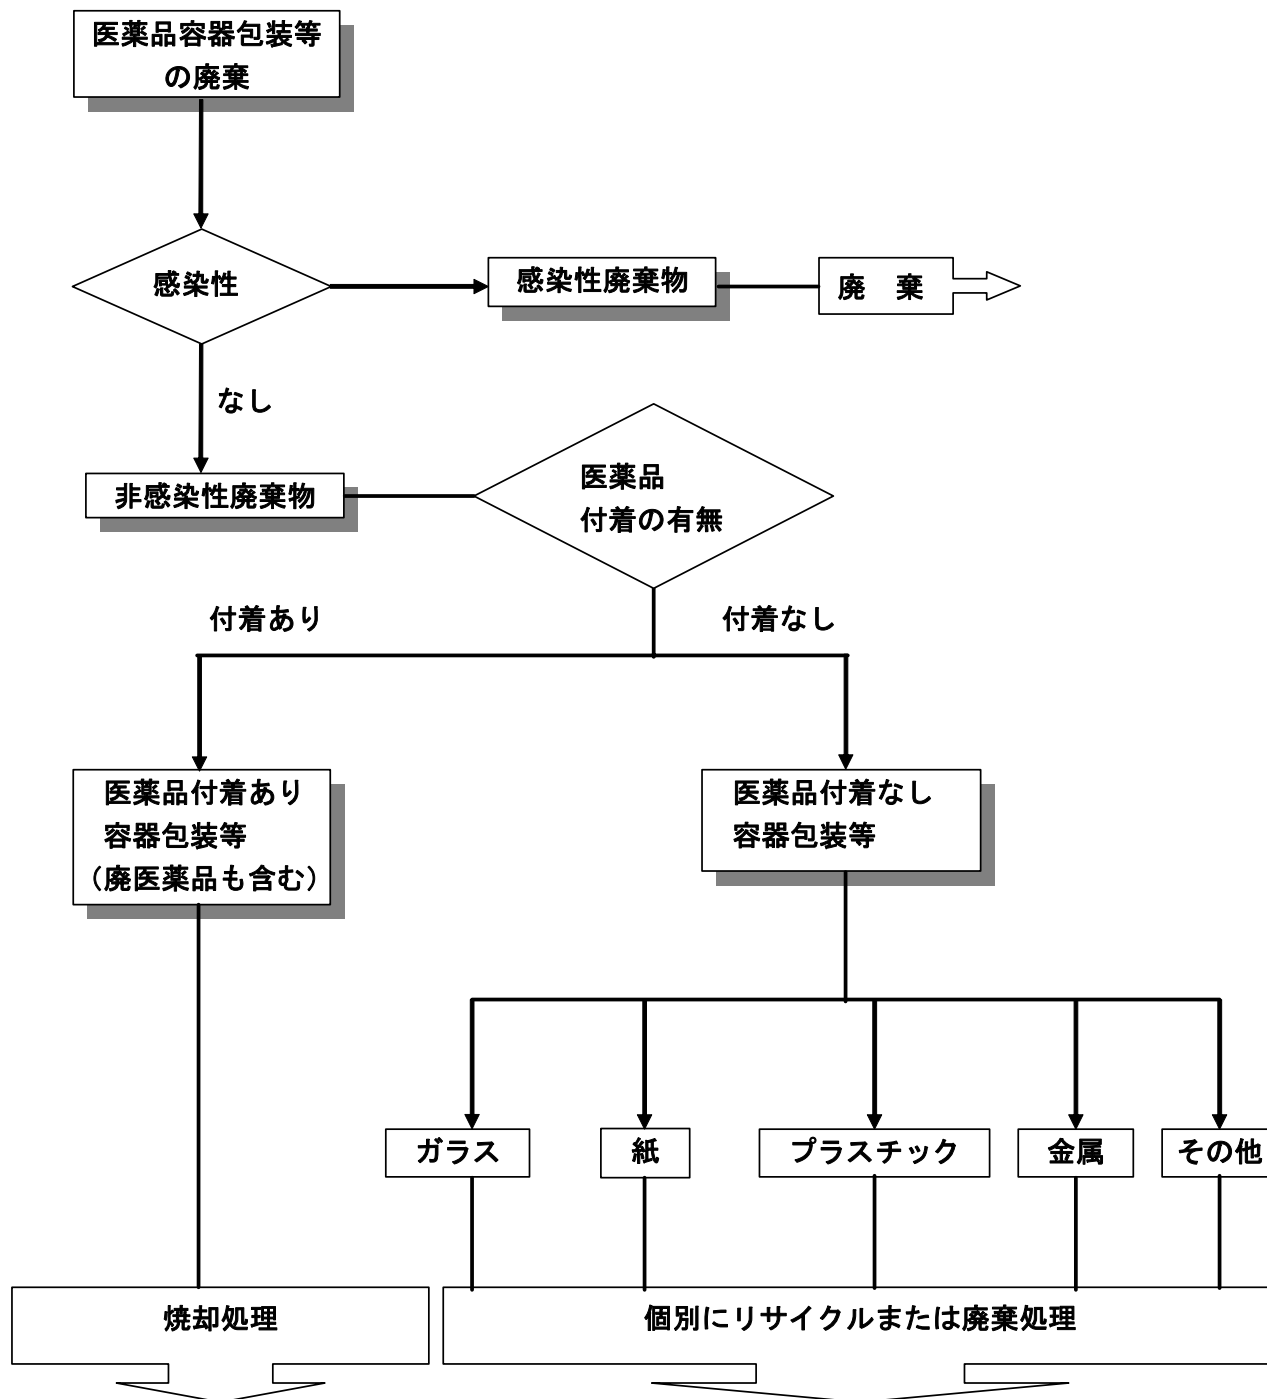 医薬品容器包装等
の廃棄
感染性
感染性廃棄物
廃　棄
なし
非感染性廃棄物
医薬品
付着の有無
付着あり
付着なし
医薬品付着あり
容器包装等
（廃医薬品も含む）
医薬品付着なし
容器包装等
ガラス
紙
プラスチック
金属
その他
焼却処理
個別にリサイクルまたは廃棄処理